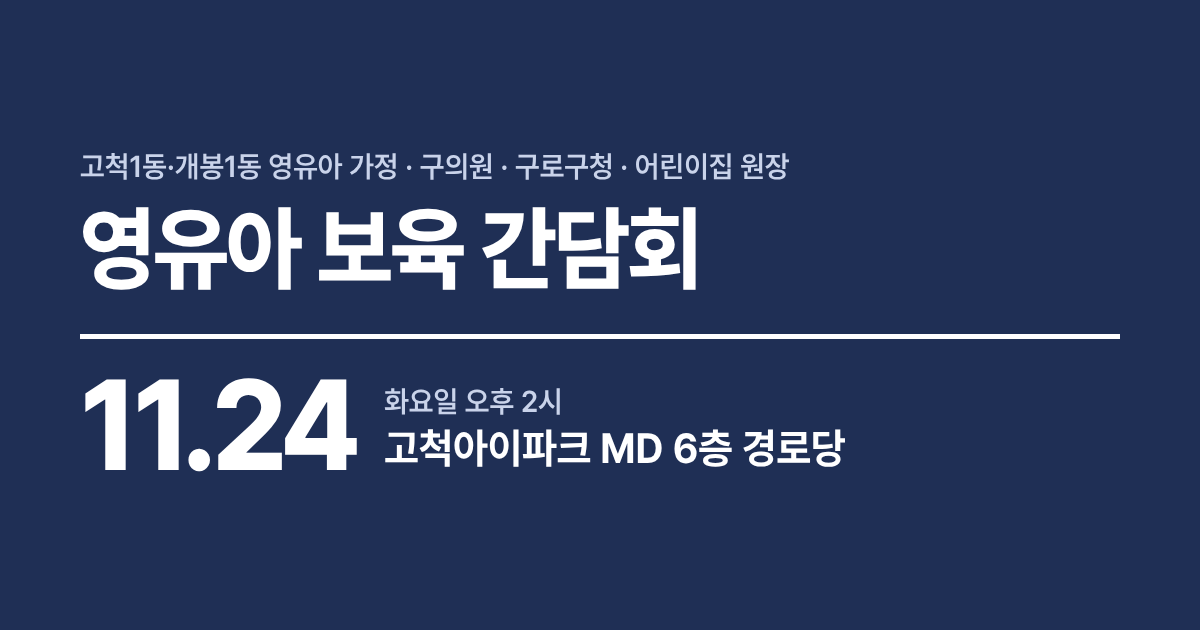 고척1동·개봉1동 영유아 가정 · 구의원 · 구로구청 · 어린이집 원장
영유아 보육 간담회
11.24
화요일 오후 2시
고척아이파크 MD 6층 경로당